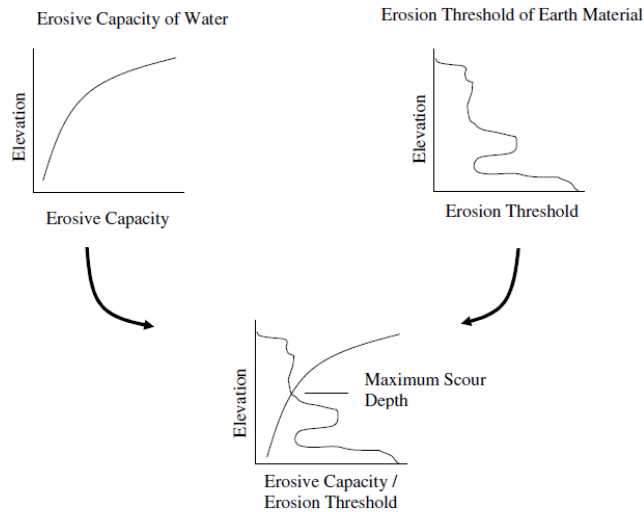 Erosive Capacity of Water
Erosion Threshold of Earth Material
Elevation
Elevation
Erosive Capacity
Erosion Threshold
Elevation
Maximum Scour
Depth
Erosive Capacity /
Erosion Threshold